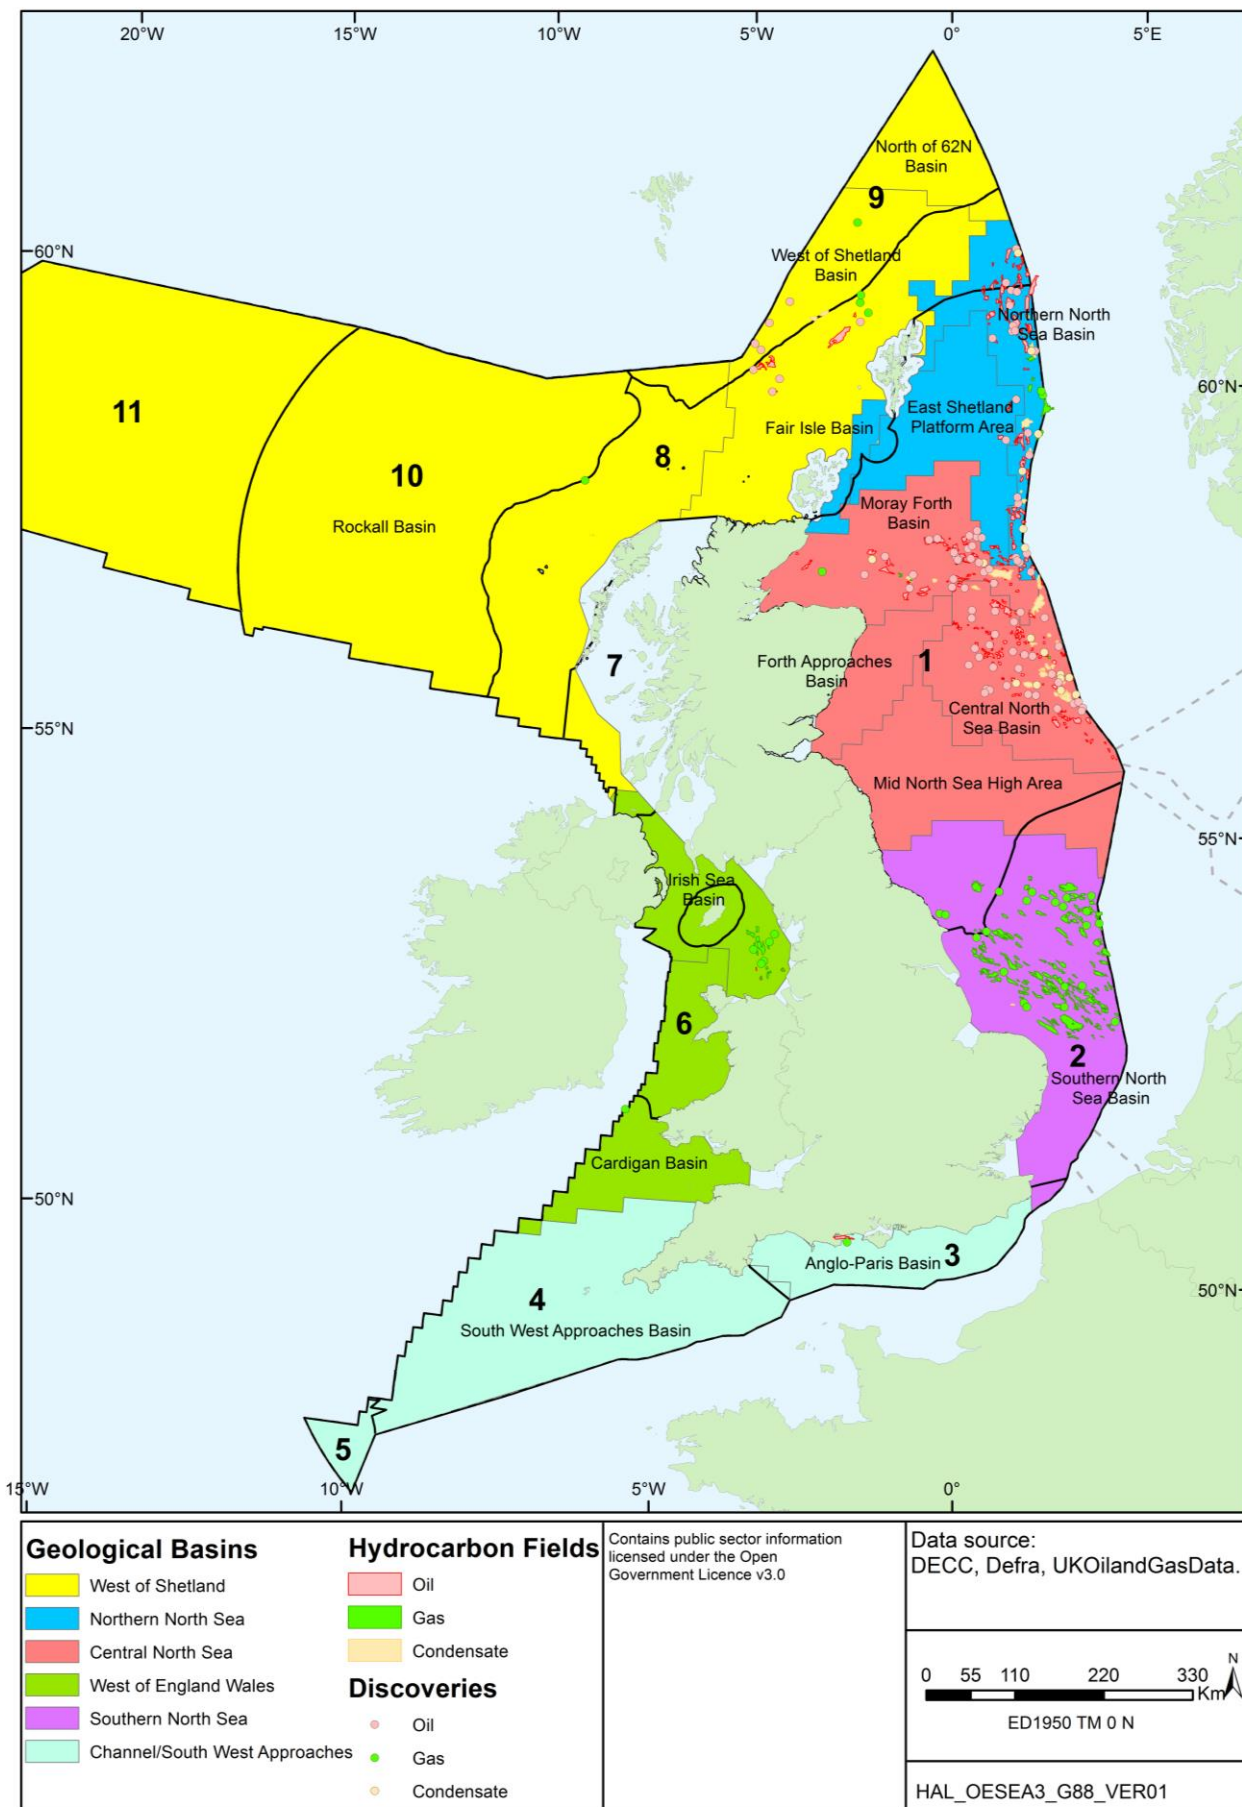 20°W
15°W
10°W
5°W
0°
5°E
North of 62N
Basin
9
60°N
West of Shetland
Basin
Northern North
Sea Basin
60°N
11
8
Fair Isle Basin
East Shetland
Platform Area
10
Rockall Basin
Moray Forth
Basin
7
Forth Approaches
Basin
1
Central North
Sea Basin
55°N
Mid North Sea High Area
55°N
Irish Sea
Basin
6
2
Southern North
Sea Basin
Cardigan Basin
50°N
3
Anglo-Paris Basin
50°N
4
South West Approaches Basin
5
15°W
10°W
5°W
0°
Geological Basins
West of Shetland
Northern North Sea
Central North Sea
West of England Wales
Southern North Sea
Channel/South West Approaches
Hydrocarbon Fields
Oil
Gas
Condensate
Discoveries
Oil
Gas
Condensate
Contains public sector information
licensed under the Open
Government Licence v3.0
Data source:
DECC, Defra, UKOilandGasData.
0 55 110 220 330
Km
N
ED1950 TM 0 N
HAL_OESEA3_G88_VER01